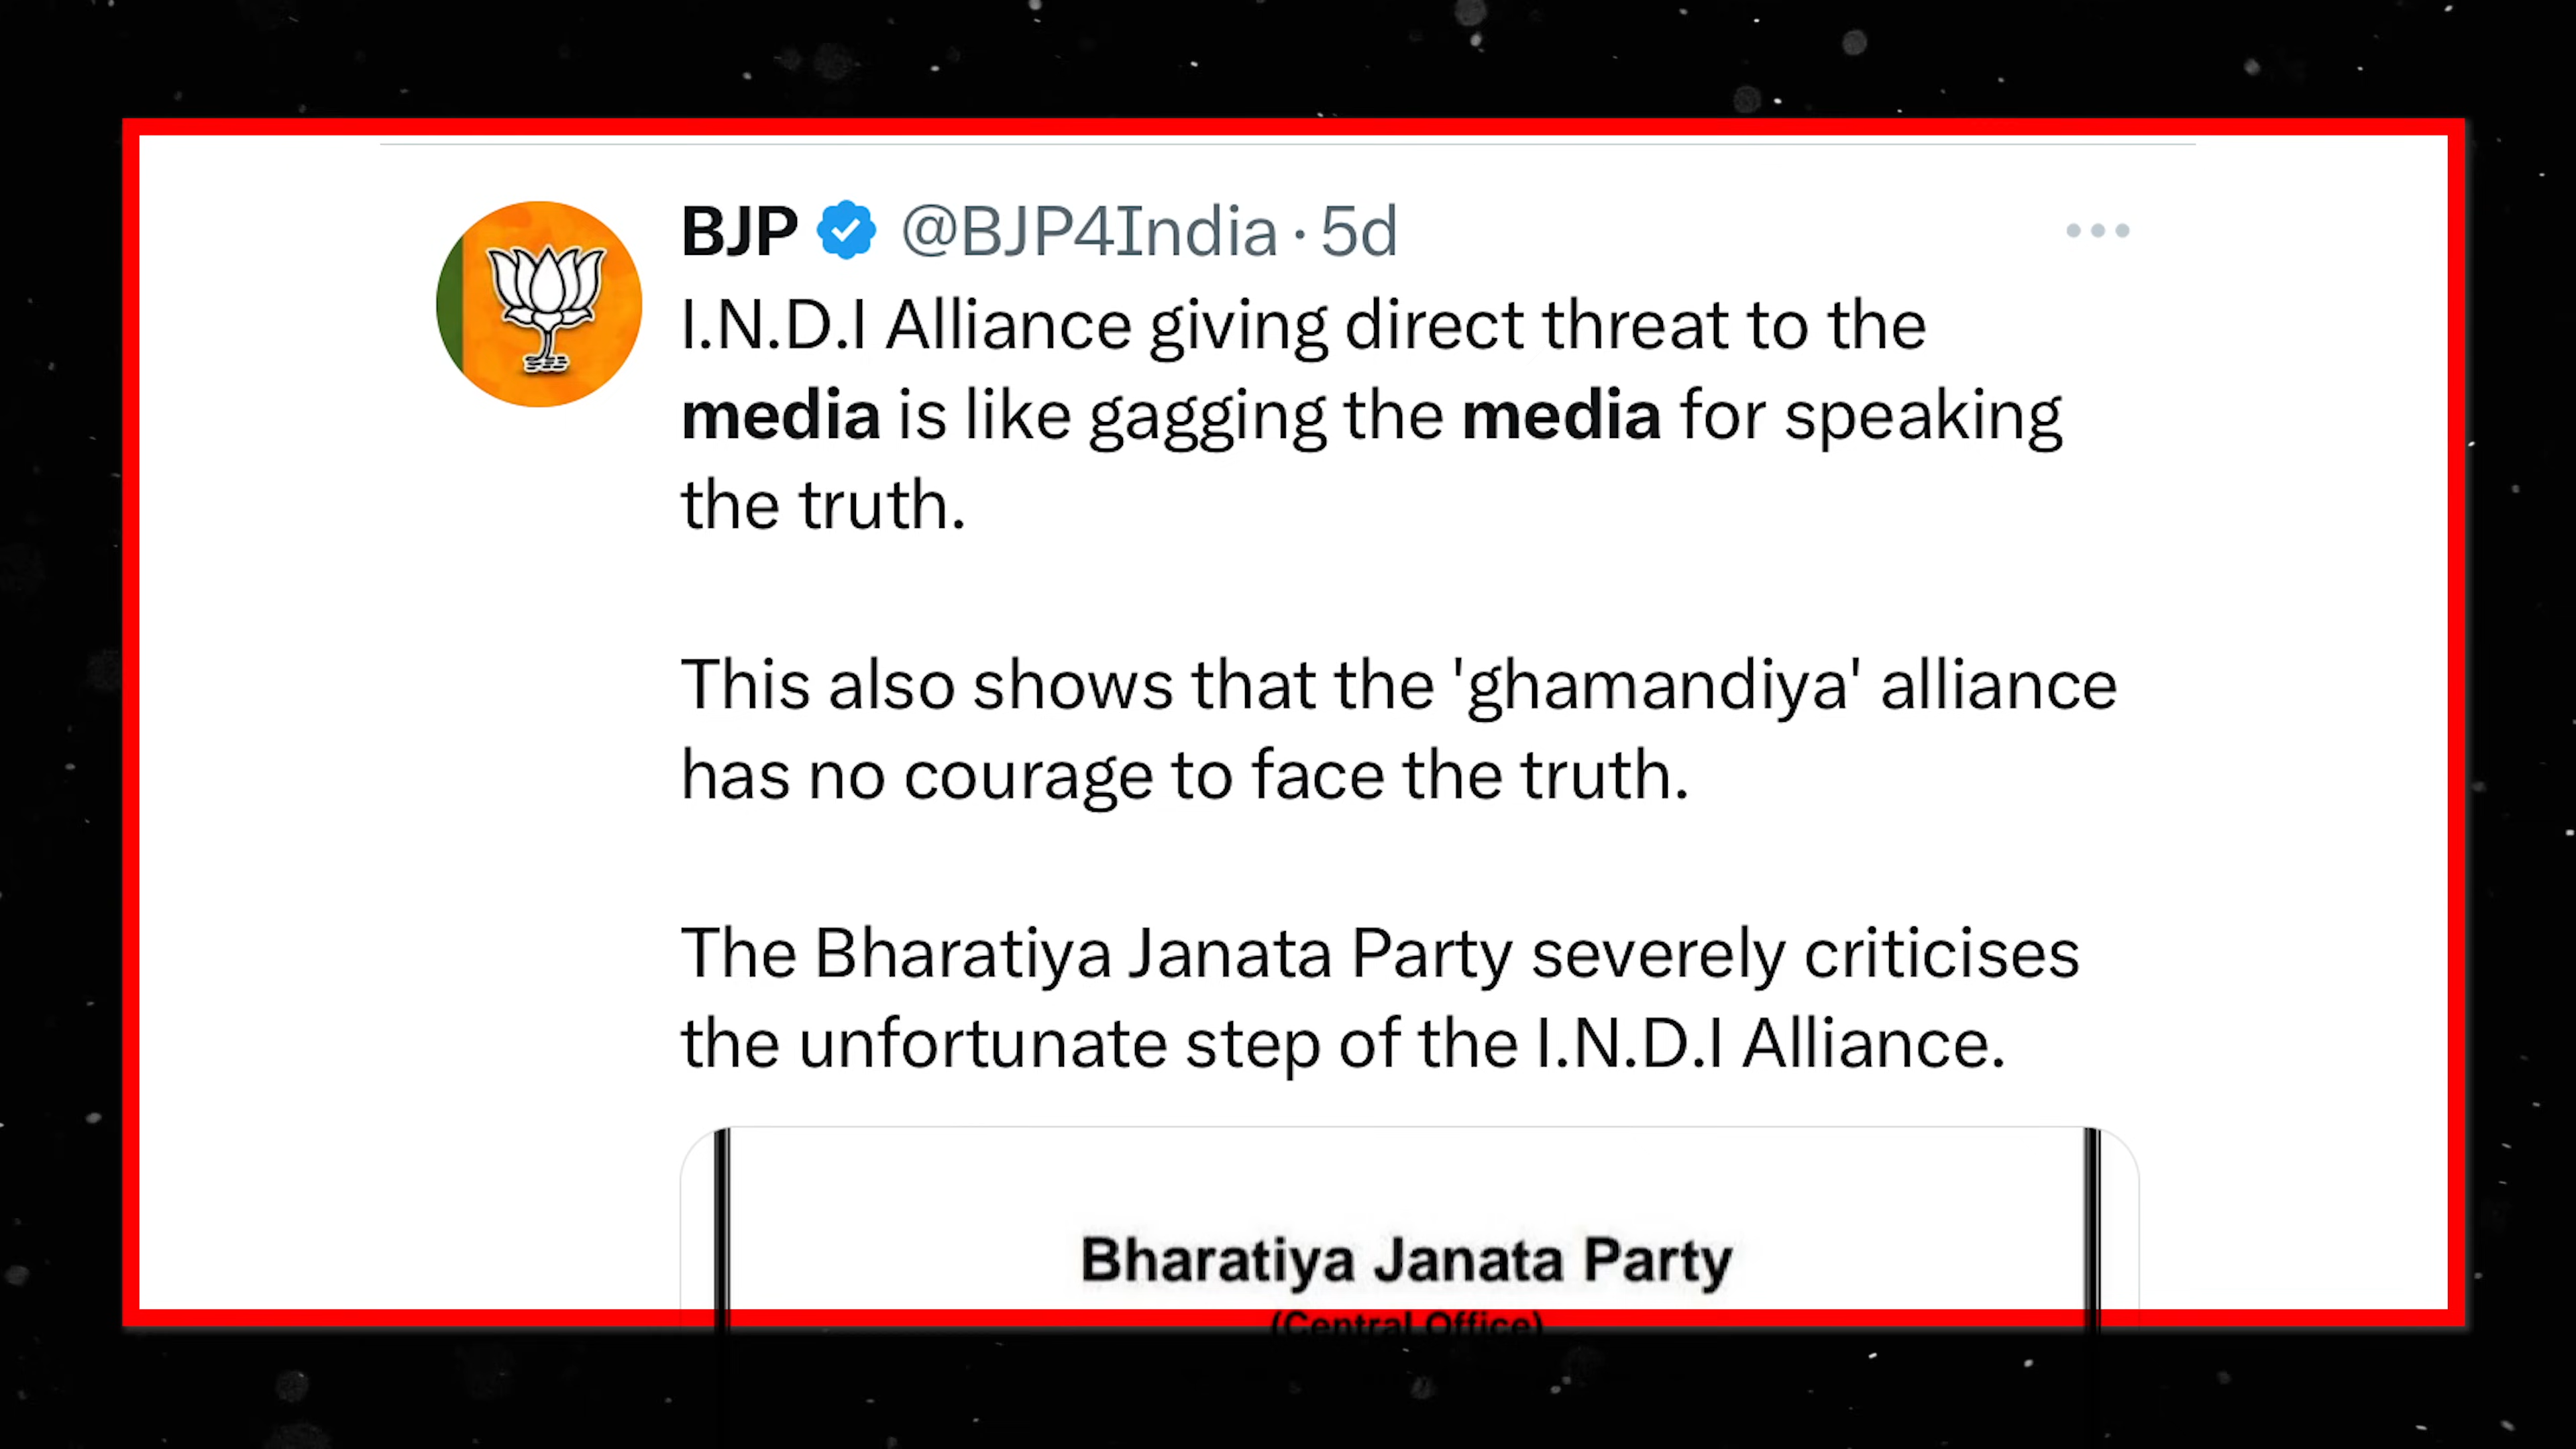 BJP @BJP4India · 5d
I.N.D.I Alliance giving direct threat to the
media is like gagging the media for speaking
the truth.
This also shows that the 'ghamandiya' alliance
has no courage to face the truth.
The Bharatiya Janata Party severely criticises
the unfortunate step of the I.N.D.I Alliance.
Bharatiya Janata Party
(Central Office)